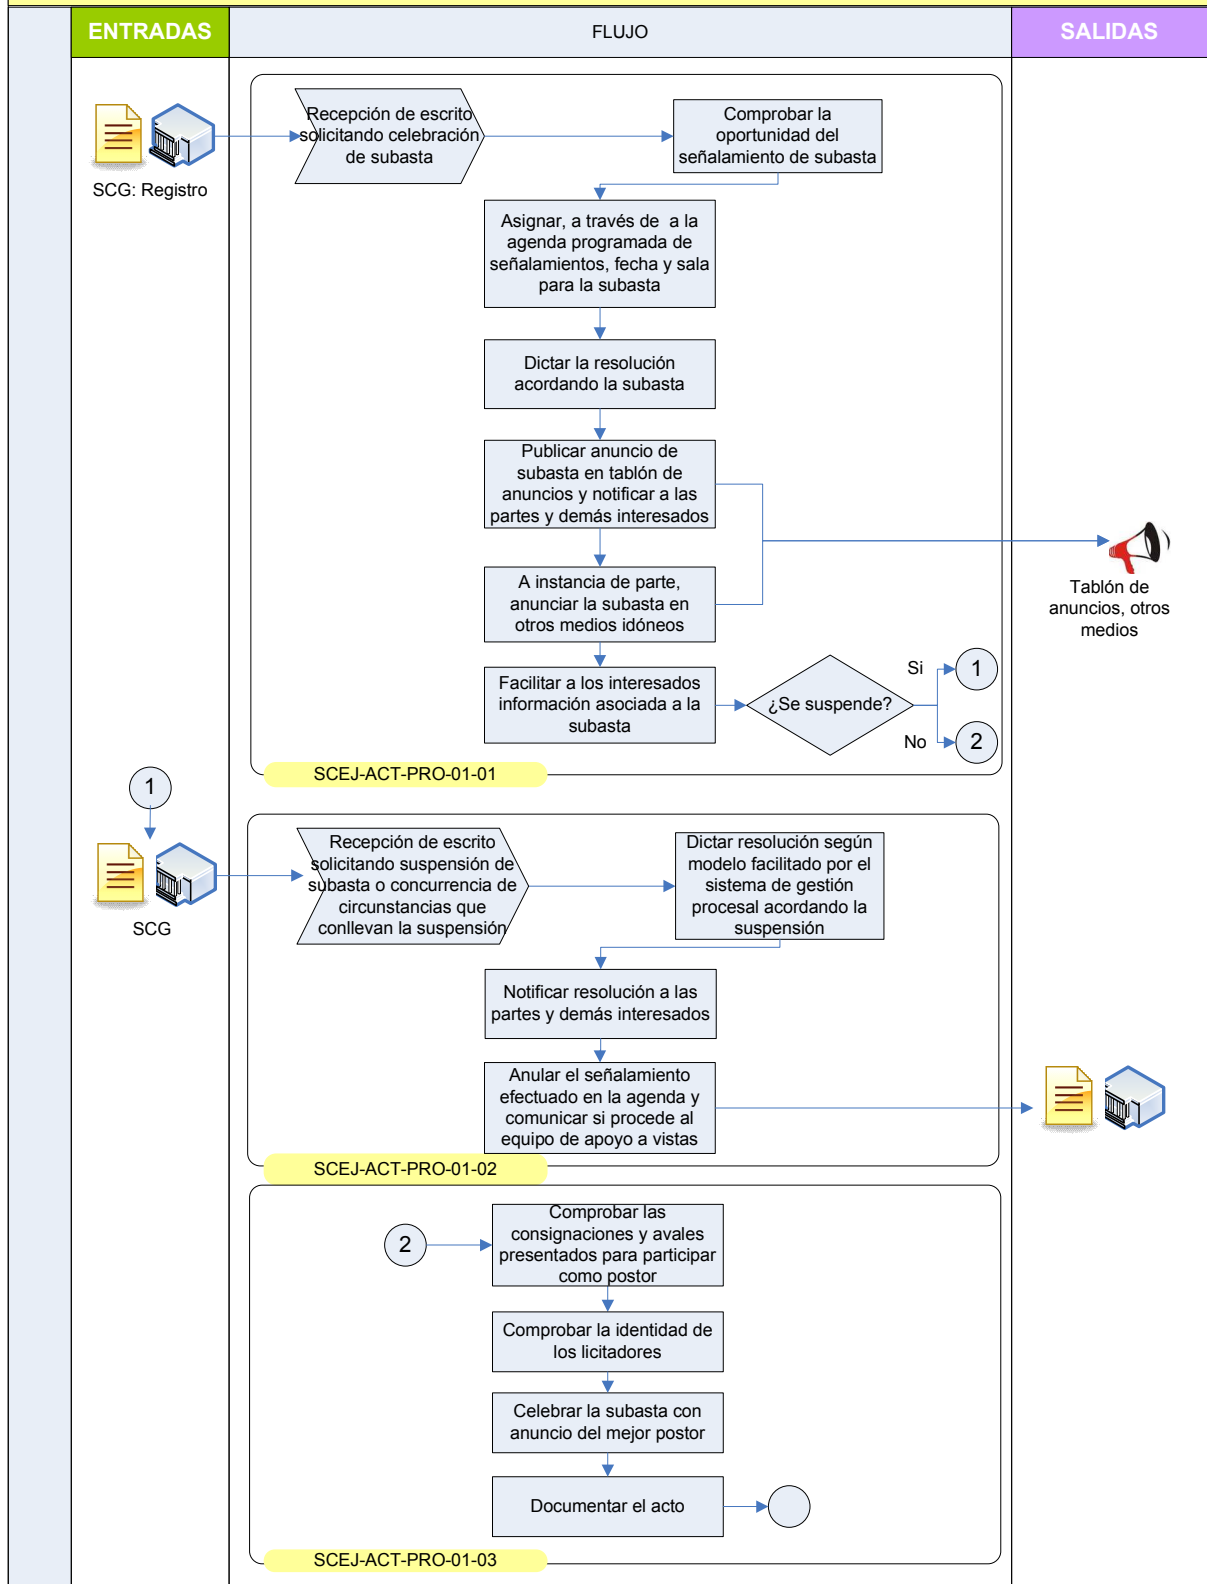 ENTRADAS
FLUJO
SALIDAS
SCG: Registro
Recepción de escrito
solicitando celebración
de subasta
Comprobar la
oportunidad del
señalamiento de subasta
Asignar, a través de  a la
agenda programada de
señalamientos, fecha y sala
para la subasta
Dictar la resolución
acordando la subasta
Publicar anuncio de
subasta en tablón de
anuncios y notificar a las
partes y demás interesados
Tablón de
anuncios, otros
medios
A instancia de parte,
anunciar la subasta en
otros medios idóneos
Facilitar a los interesados
información asociada a la
subasta
¿Se suspende?
Si
1
No
2
SCEJ-ACT-PRO-01-01
1
SCG
Recepción de escrito
solicitando suspensión de
subasta o concurrencia de
circunstancias que
conllevan la suspensión
Dictar resolución según
modelo facilitado por el
sistema de gestión
procesal acordando la
suspensión
Notificar resolución a las
partes y demás interesados
Anular el señalamiento
efectuado en la agenda y
comunicar si procede al
equipo de apoyo a vistas
SCEJ-ACT-PRO-01-02
2
Comprobar las
consignaciones y avales
presentados para participar
como postor
Comprobar la identidad de
los licitadores
Celebrar la subasta con
anuncio del mejor postor
Documentar el acto
SCEJ-ACT-PRO-01-03